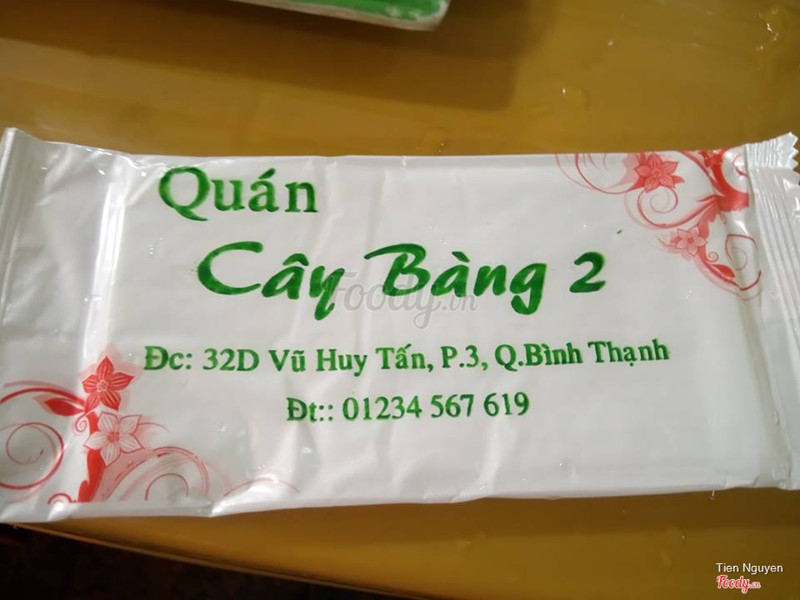 Quán
Cây Bàng 2
Foody.vn
Đc: 32D Vũ Huy Tấn, P.3, Q.Bình Thạnh
Đt:: 01234 567 619
Tien Nguyen
Foody.vn